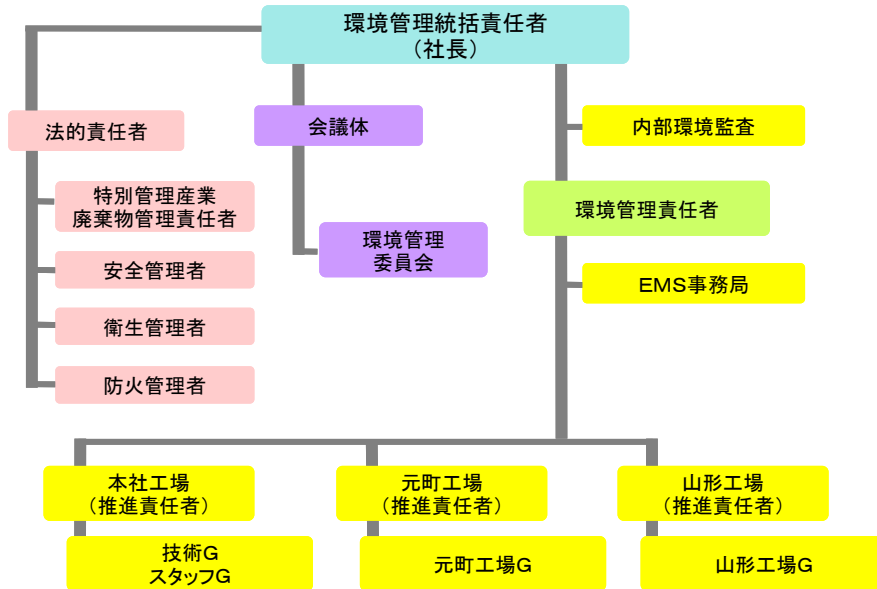 環境管理統括責任者
（社長）
法的責任者
会議体
内部環境監査
特別管理産業
廃棄物管理責任者
環境管理責任者
環境管理
委員会
安全管理者
EMS事務局
衛生管理者
防火管理者
本社工場
（推進責任者）
元町工場
（推進責任者）
山形工場
（推進責任者）
技術G
スタッフG
元町工場G
山形工場G